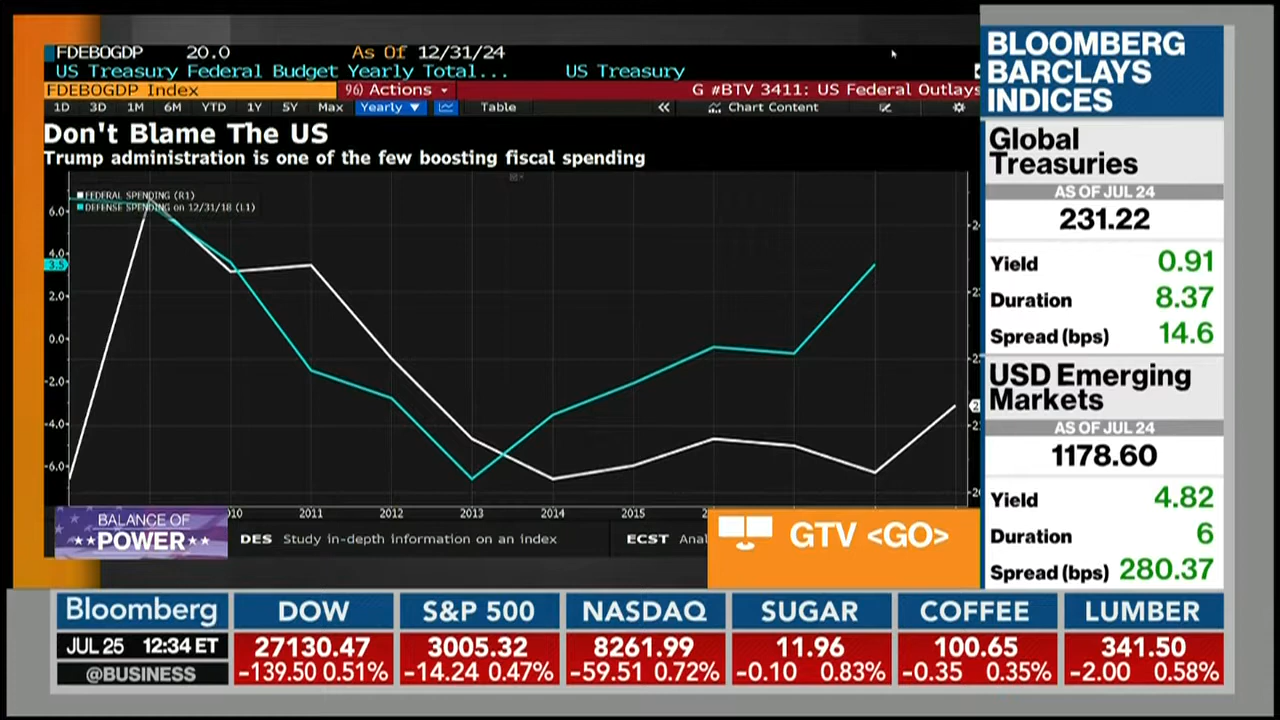 FDEBOGDP 20.0 As Of 12/31/24
US Treasury Federal Budget Yearly Total... US Treasury
FDEBOGDP Index 96) Actions G #BTV 3411: US Federal Outlays
1D 3D 1M 6M YTD 1Y 5Y Max Yearly ▼ Table « Chart Content
Don't Blame The US
Trump administration is one of the few boosting fiscal spending
FEDERAL SPENDING (R1)
DEFENSE SPENDING on 12/31/18 (L1)
6.0
4.0
3.5
2.0
0.0
-2.0
-4.0
-6.0
2011 2012 2013 2014 2015
BALANCE OF
★★POWER★★
DES Study in-depth information on an index ECST
GTV <GO>
BLOOMBERG
BARCLAYS
INDICES
Global
Treasuries
AS OF JUL 24
231.22
Yield 0.91
Duration 8.37
Spread (bps) 14.6
USD Emerging
Markets
AS OF JUL 24
1178.60
Yield 4.82
Duration 6
Spread (bps) 280.37
Bloomberg
JUL 25 12:34 ET
@BUSINESS
DOW
27130.47
-139.50 0.51%
S&P 500
3005.32
-14.24 0.47%
NASDAQ
8261.99
-59.51 0.72%
SUGAR
11.96
-0.10 0.83%
COFFEE
100.65
-0.35 0.35%
LUMBER
341.50
-2.00 0.58%